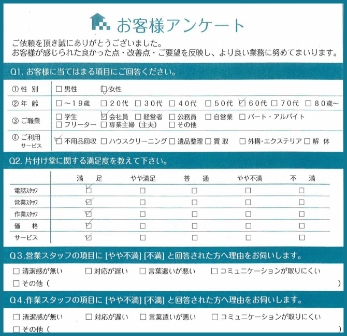 お客様アンケート
ご依頼を頂き誠にありがとうございました。
お客様が感じられた良かった点・改善点・ご要望を反映し、より良い業務に努めてまいります。
Q1. お客様に当てはまる項目にご回答ください。
① 性 別 □ 男性 ☑ 女性
② 年 齢 □ ～19歳 □ 20代 □ 30代 □ 40代 □ 50代 ☑ 60代 □ 70代 □ 80歳～
③ ご職業 □ 学生 ☑ 会社員 □ 経営者 □ 公務員 □ 自営業 □ パート・アルバイト
□ フリーター □ 専業主婦（主夫） □ その他
④ ご利用サービス ☑ 不用品回収 □ ハウスクリーニング □ 遺品整理 □ 買 取 □ 外構・エクステリア □ 解 体
Q2. 片付け堂に関する満足度を教えて下さい。
満 足 やや満足 普 通 やや不満 不 満
電話スタッフ ☑ □ □ □ □
営業スタッフ ☑ □ □ □ □
作業スタッフ ☑ □ □ □ □
価 格 ☑ □ □ □ □
サービス ☑ □ □ □ □
Q3. 営業スタッフの項目に [やや不満] [不満] と回答された方へ理由をお伺いします。
□ 清潔感が無い □ 対応が遅い □ 言葉遣いが悪い □ コミュニケーションが取りにくい
□ その他（ ）
Q4. 作業スタッフの項目に [やや不満] [不満] と回答された方へ理由をお伺いします。
□ 清潔感が無い □ 対応が遅い □ 言葉遣いが悪い □ コミュニケーションが取りにくい
□ その他（ ）